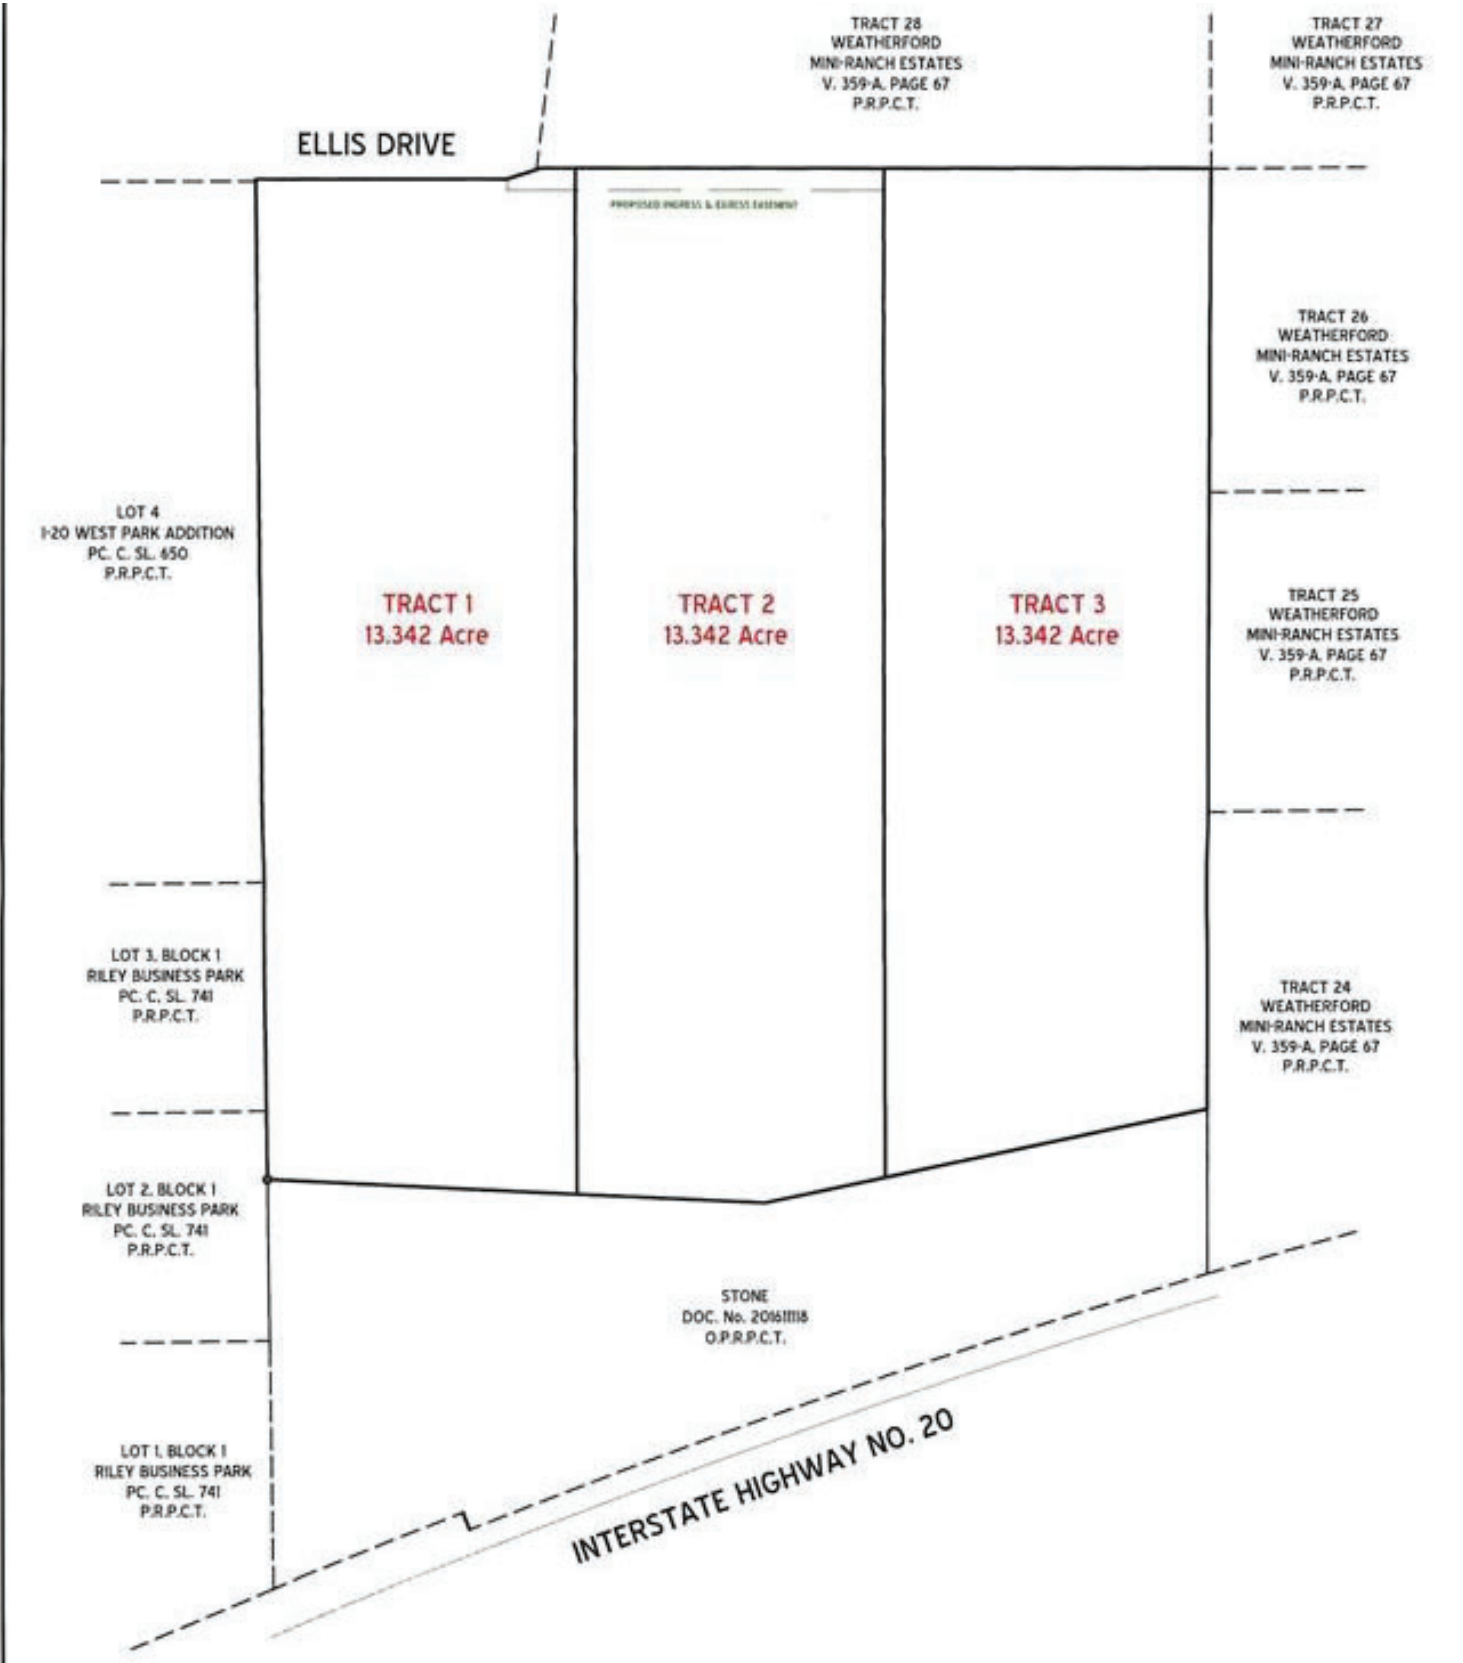 TRACT 28
WEATHERFORD
MINI-RANCH ESTATES
V. 359-A, PAGE 67
P.R.P.C.T.
TRACT 27
WEATHERFORD
MINI-RANCH ESTATES
V. 359-A, PAGE 67
P.R.P.C.T.
ELLIS DRIVE
PROPOSED INGRESS & EGRESS EASEMENT
TRACT 26
WEATHERFORD
MINI-RANCH ESTATES
V. 359-A, PAGE 67
P.R.P.C.T.
LOT 4
I-20 WEST PARK ADDITION
PC. C, SL. 650
P.R.P.C.T.
TRACT 1
13.342 Acre
TRACT 2
13.342 Acre
TRACT 3
13.342 Acre
TRACT 25
WEATHERFORD
MINI-RANCH ESTATES
V. 359-A, PAGE 67
P.R.P.C.T.
LOT 3, BLOCK 1
RILEY BUSINESS PARK
PC. C, SL. 741
P.R.P.C.T.
TRACT 24
WEATHERFORD
MINI-RANCH ESTATES
V. 359-A, PAGE 67
P.R.P.C.T.
LOT 2, BLOCK 1
RILEY BUSINESS PARK
PC. C, SL. 741
P.R.P.C.T.
STONE
DOC. No. 201611118
O.P.R.P.C.T.
LOT 1, BLOCK 1
RILEY BUSINESS PARK
PC. C, SL. 741
P.R.P.C.T.
INTERSTATE HIGHWAY NO. 20